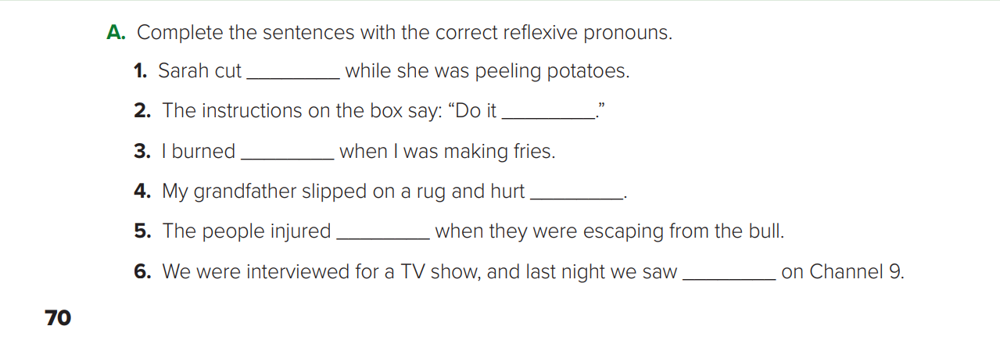 A. Complete the sentences with the correct reflexive pronouns.
1. Sarah cut _________ while she was peeling potatoes.
2. The instructions on the box say: “Do it _________.”
3. I burned _________ when I was making fries.
4. My grandfather slipped on a rug and hurt _________.
5. The people injured _________ when they were escaping from the bull.
6. We were interviewed for a TV show, and last night we saw _________ on Channel 9.
70